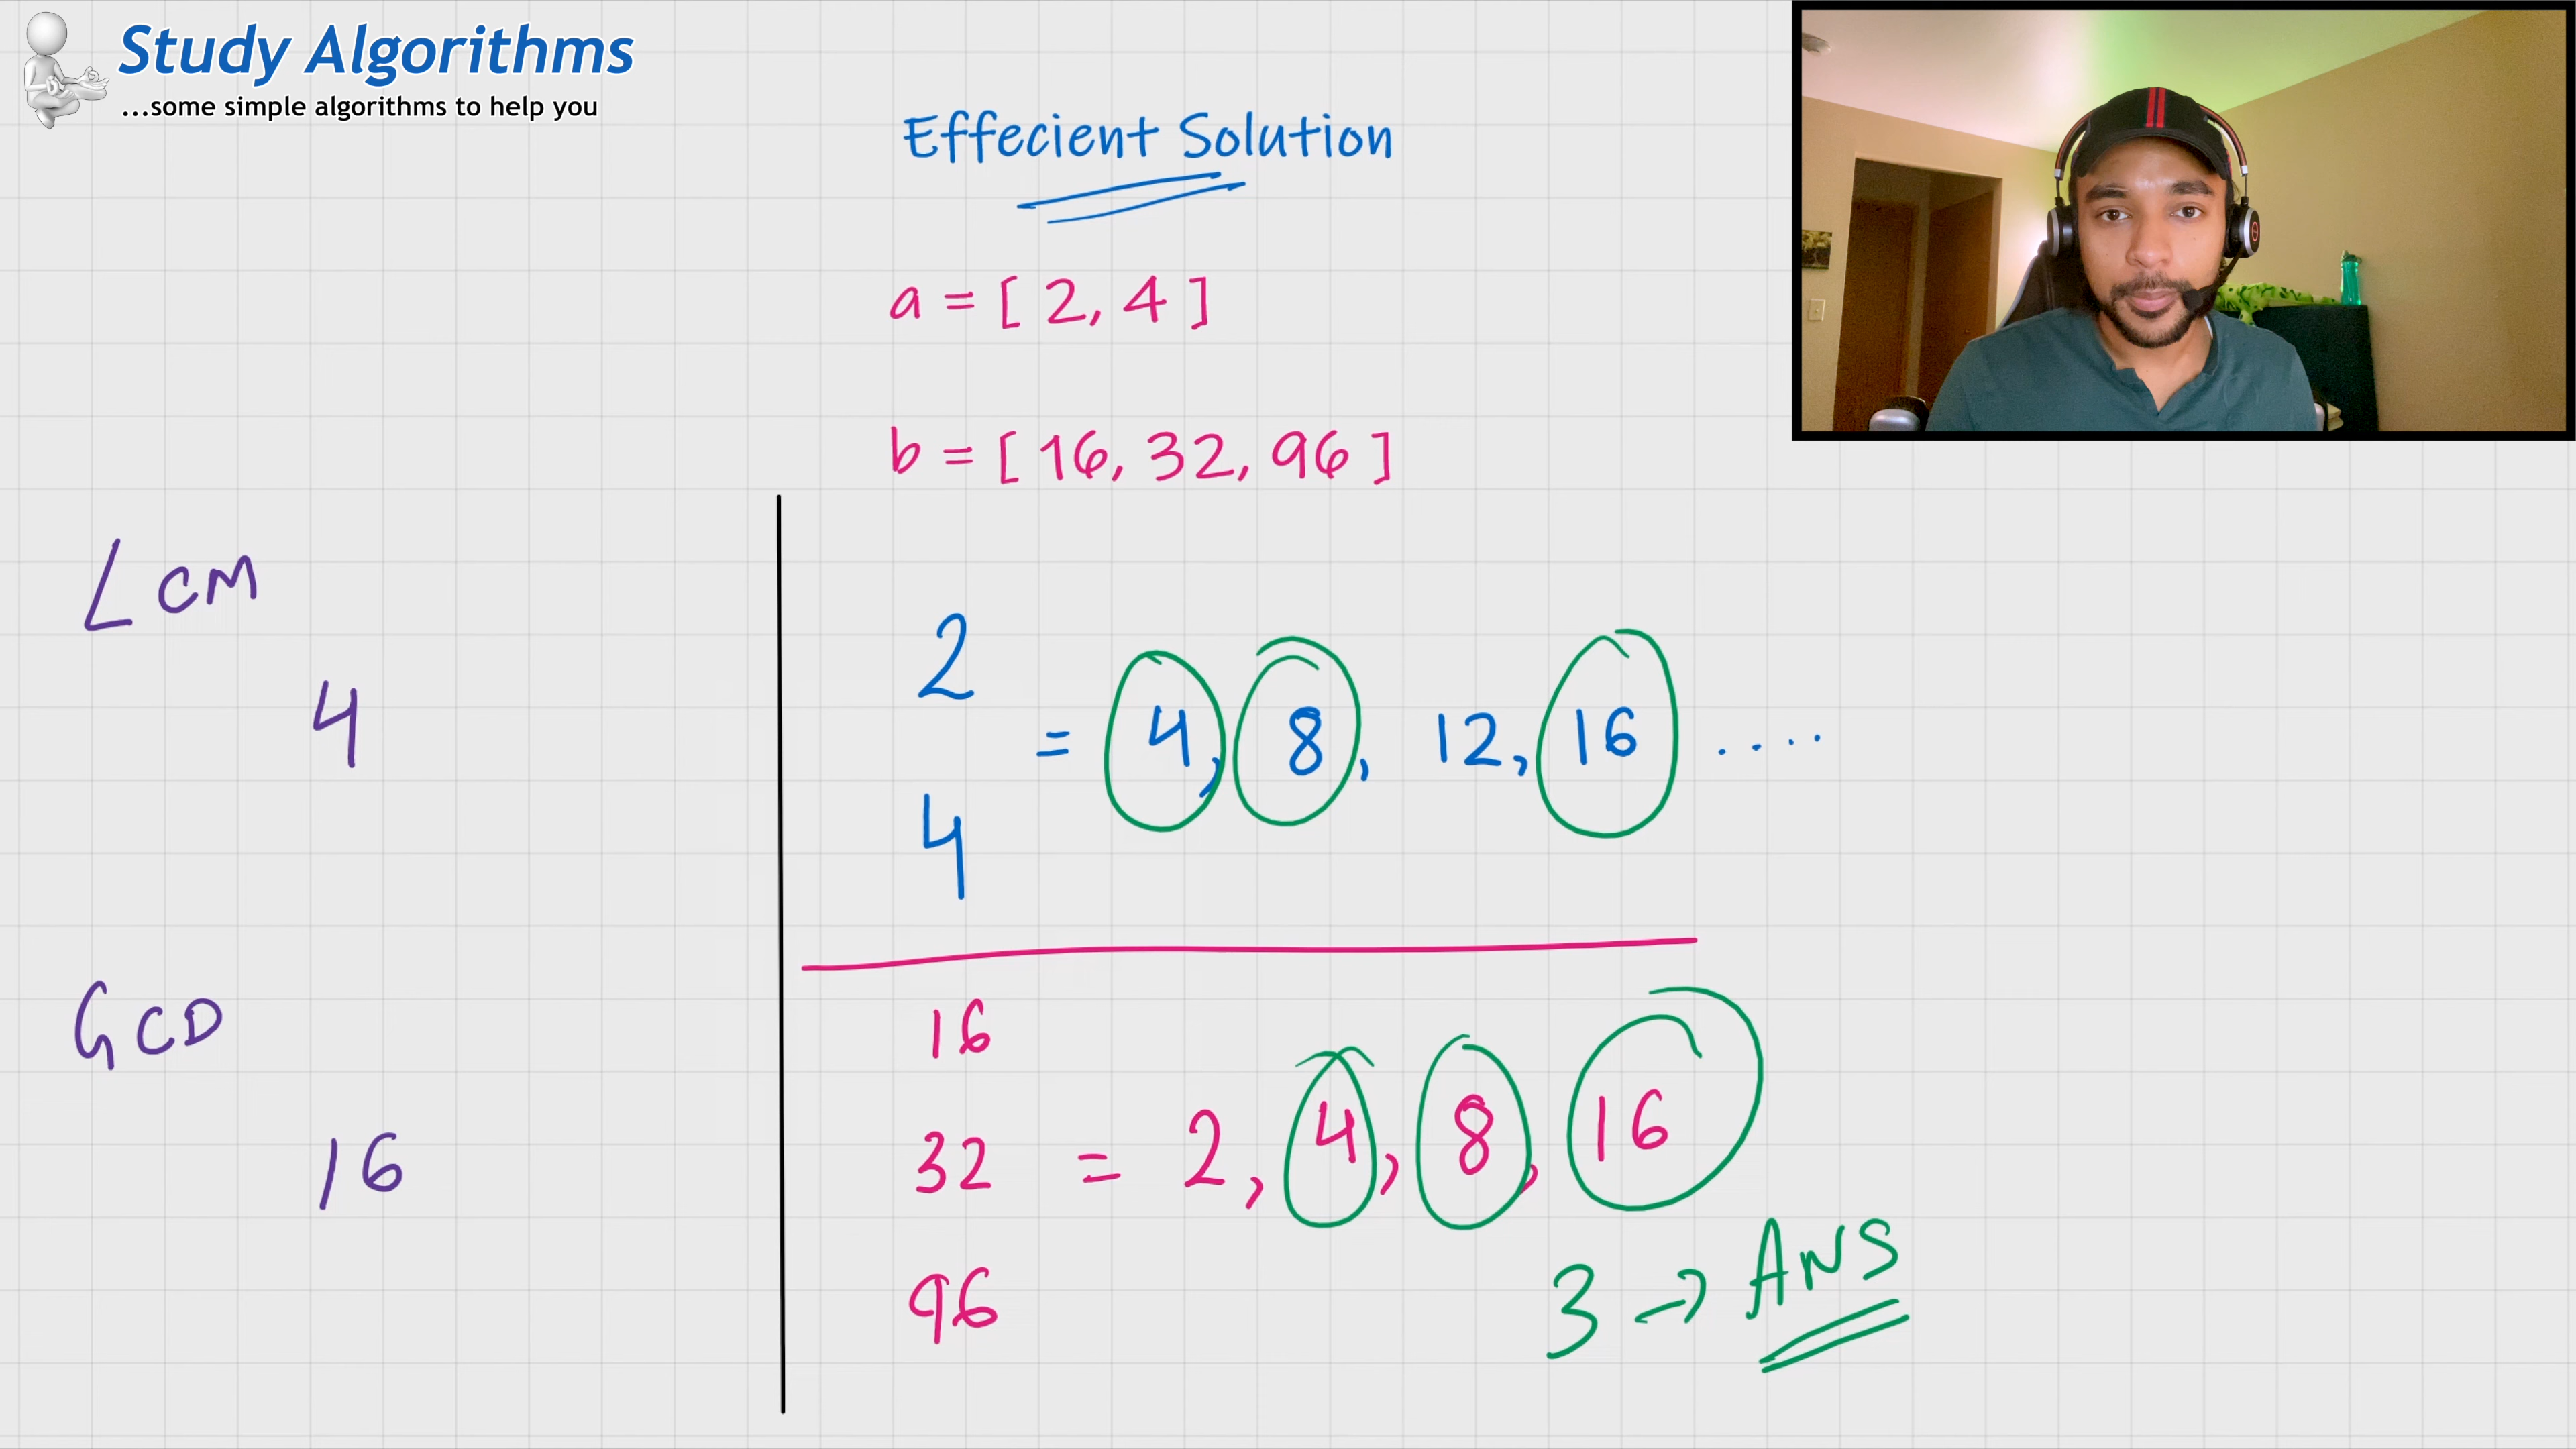 Study Algorithms
...some simple algorithms to help you
Effecient Solution
a = [ 2, 4 ]
b = [ 16, 32, 96 ]
LCM
4
2
= 4, 8, 12, 16 ....
4
GCD
16
16
32 = 2, 4, 8, 16
96
3 → ANS